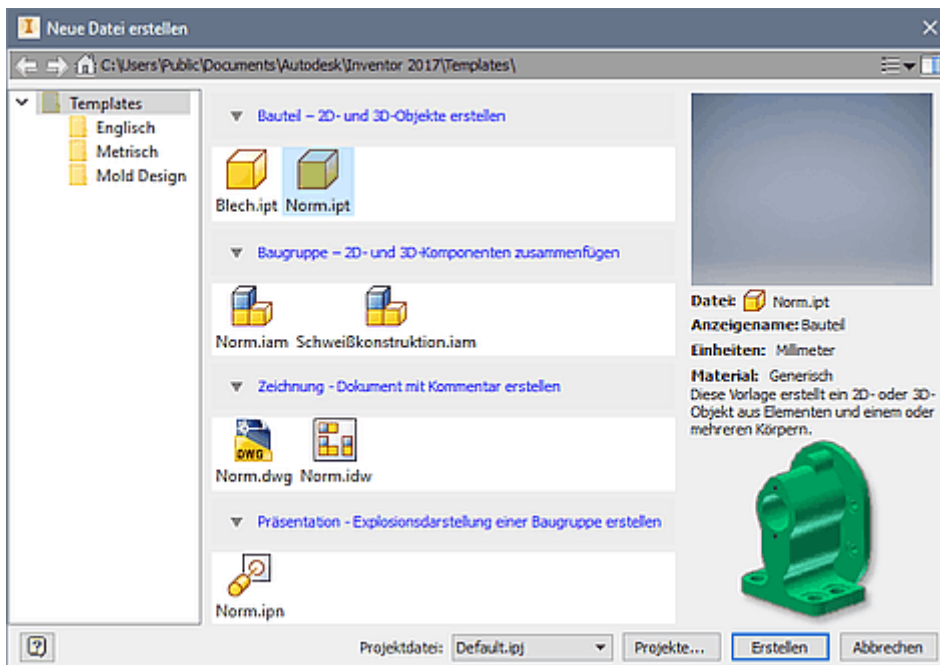 Neue Datei erstellen
C:\Users\Public\Documents\Autodesk\Inventor 2017\Templates\
Templates
Englisch
Metrisch
Mold Design
Bauteil – 2D- und 3D-Objekte erstellen
Blech.ipt Norm.ipt
Baugruppe – 2D- und 3D-Komponenten zusammenfügen
Norm.iam Schweißkonstruktion.iam
Zeichnung - Dokument mit Kommentar erstellen
DWG
Norm.dwg Norm.idw
Präsentation - Explosionsdarstellung einer Baugruppe erstellen
Norm.ipn
Datei: Norm.ipt
Anzeigename: Bauteil
Einheiten: Millimeter
Material: Generisch
Diese Vorlage erstellt ein 2D- oder 3D-
Objekt aus Elementen und einem oder
mehreren Körpern.
Projektdatei: Default.ipj Projekte... Erstellen Abbrechen